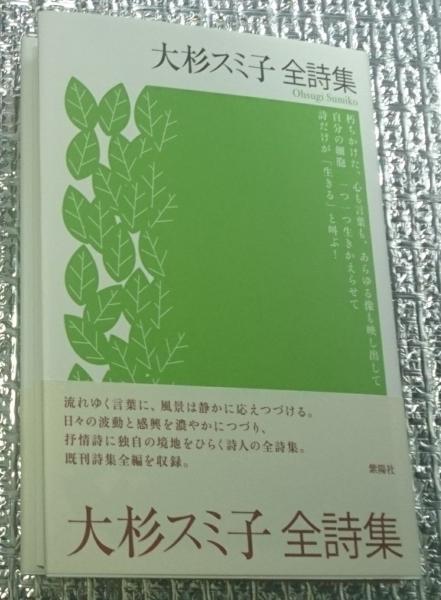 大杉スミ子 全詩集
Ohsugi Sumiko
朽ちかけた、心も言葉も、あらゆる像も映し出して
自分の細胞 一つ一つ生きかえらせて
詩だけが「生きる」と叫ぶ！
流れゆく言葉に、風景は静かに応えつづける。
日々の波動と感興を濃やかにつづり、
抒情詩に独自の境地をひらく詩人の全詩集。
既刊詩集全編を収録。
紫陽社
大杉スミ子 全詩集